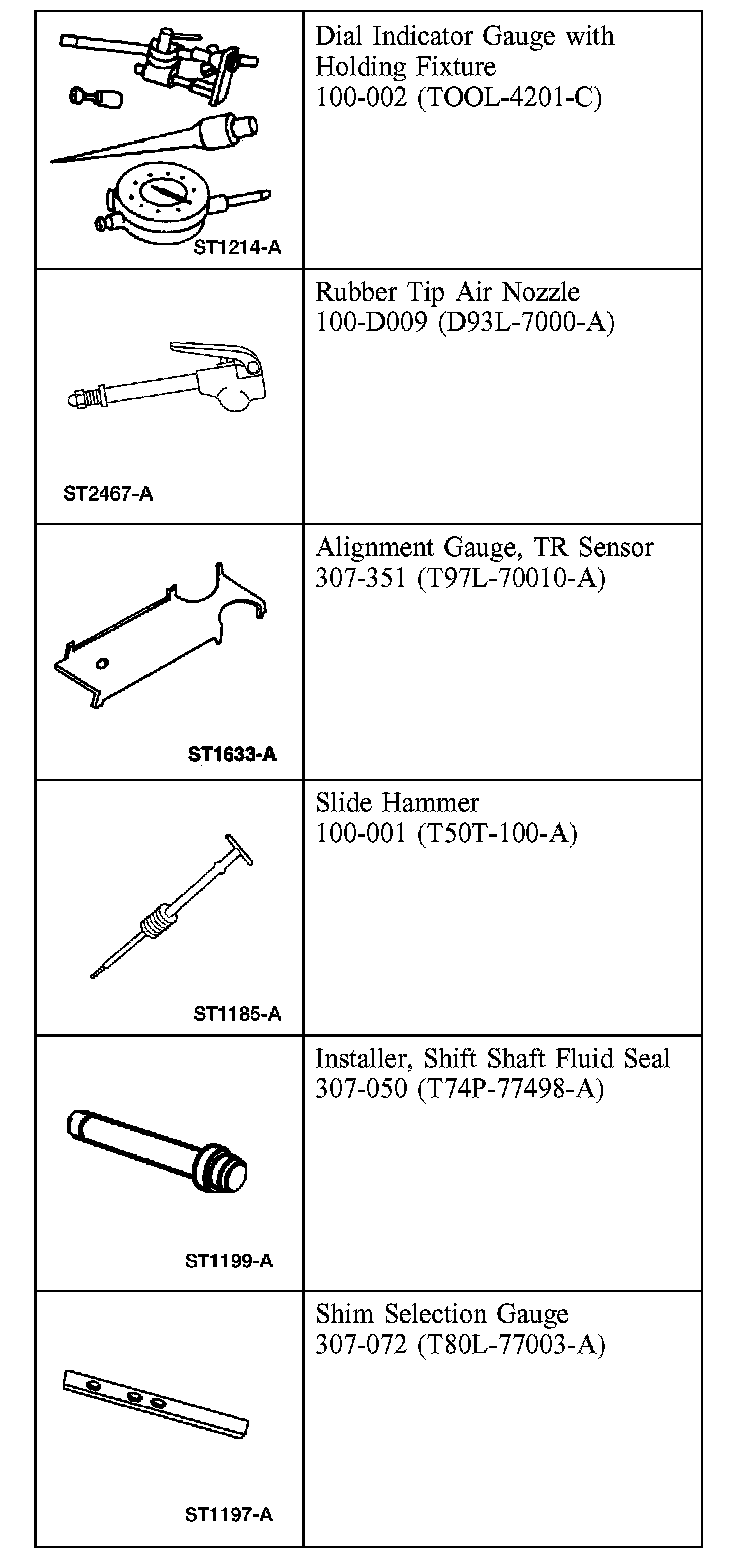 Dial Indicator Gauge with
Holding Fixture
100-002 (TOOL-4201-C)
ST1214-A
Rubber Tip Air Nozzle
100-D009 (D93L-7000-A)
ST2467-A
Alignment Gauge, TR Sensor
307-351 (T97L-70010-A)
ST1633-A
Slide Hammer
100-001 (T50T-100-A)
ST1185-A
Installer, Shift Shaft Fluid Seal
307-050 (T74P-77498-A)
ST1199-A
Shim Selection Gauge
307-072 (T80L-77003-A)
ST1197-A